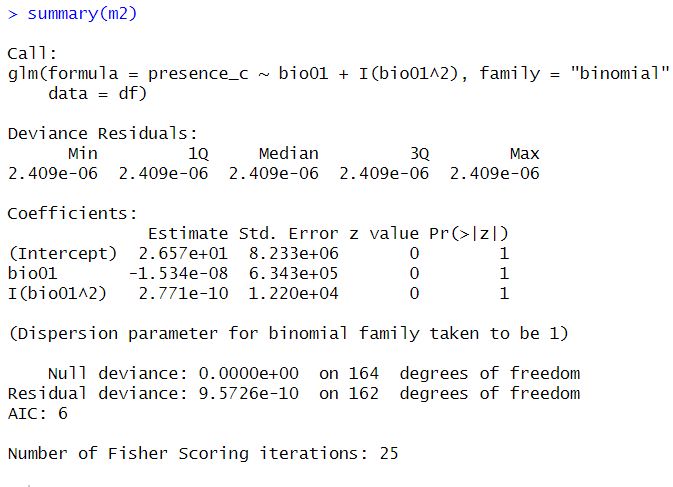 > summary(m2)
Call:
glm(formula = presence_c ~ bio01 + I(bio01^2), family = "binomial"
    data = df)
Deviance Residuals:
      Min         1Q     Median         3Q        Max
2.409e-06  2.409e-06  2.409e-06  2.409e-06  2.409e-06
Coefficients:
              Estimate Std. Error z value Pr(>|z|)
(Intercept)  2.657e+01  8.233e+06       0        1
bio01       -1.534e-08  6.343e+05       0        1
I(bio01^2)   2.771e-10  1.220e+04       0        1
(Dispersion parameter for binomial family taken to be 1)
    Null deviance: 0.0000e+00  on 164  degrees of freedom
Residual deviance: 9.5726e-10  on 162  degrees of freedom
AIC: 6
Number of Fisher Scoring iterations: 25